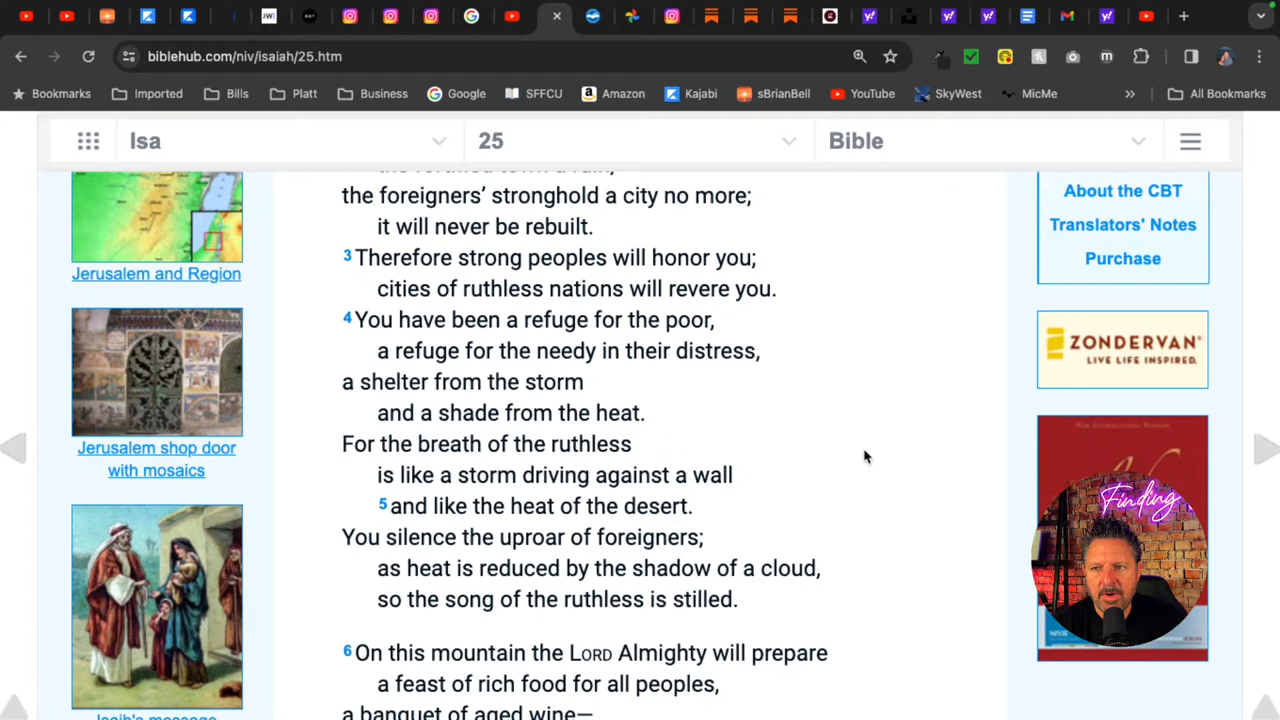 biblehub.com/niv/isaiah/25.htm
Bookmarks
Imported
Bills
Platt
Business
Google
SFFCU
Amazon
Kajabi
sBrianBell
YouTube
SkyWest
MicMe
»
All Bookmarks
Isa
25
Bible
the foreigners’ stronghold a city no more;
it will never be rebuilt.
3 Therefore strong peoples will honor you;
cities of ruthless nations will revere you.
4 You have been a refuge for the poor,
a refuge for the needy in their distress,
a shelter from the storm
and a shade from the heat.
For the breath of the ruthless
is like a storm driving against a wall
5 and like the heat of the desert.
You silence the uproar of foreigners;
as heat is reduced by the shadow of a cloud,
so the song of the ruthless is stilled.
6 On this mountain the LORD Almighty will prepare
a feast of rich food for all peoples,
a banquet of aged wine—
Jerusalem and Region
Jerusalem shop door
with mosaics
About the CBT
Translators' Notes
Purchase
ZONDERVAN®
LIVE LIFE INSPIRED.
Finding